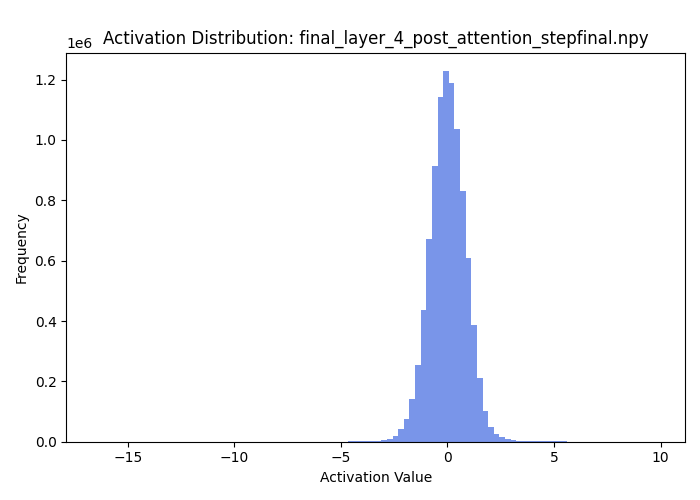 Activation Distribution: final_layer_4_post_attention_stepfinal.npy
1e6
1.2
1.0
0.8
0.6
0.4
0.2
0.0
Frequency
−15 −10 −5 0 5 10
Activation Value